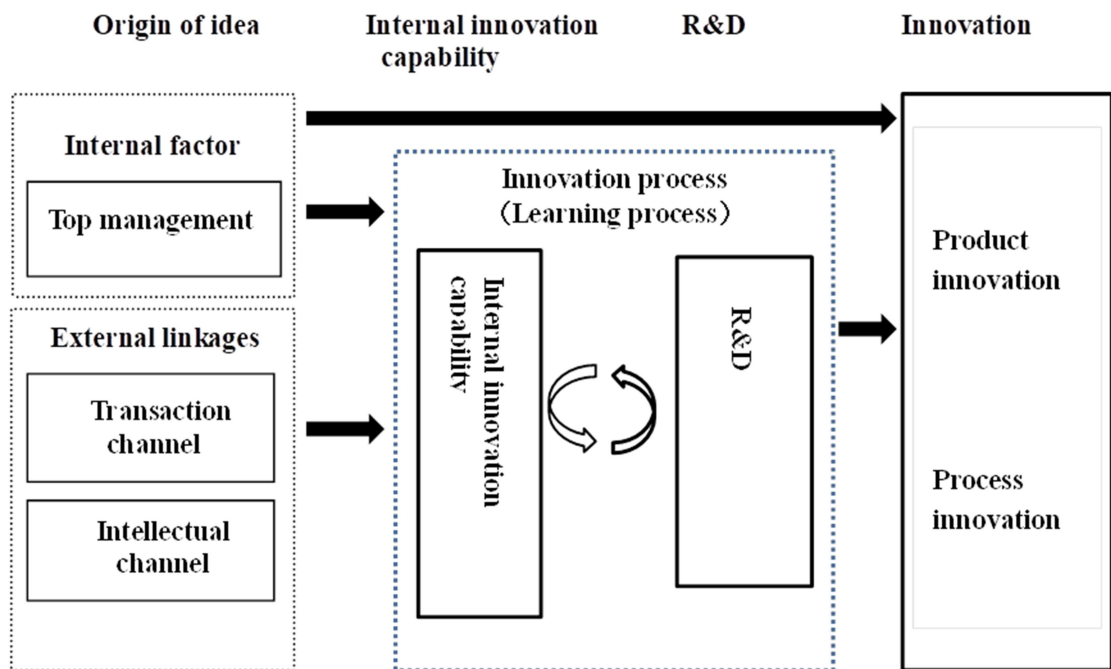 Origin of idea
Internal innovation
capability
R&D
Innovation
Internal factor
Top management
External linkages
Transaction
channel
Intellectual
channel
Innovation process
（Learning process）
Internal innovation
capability
R&D
Product
innovation
Process
innovation